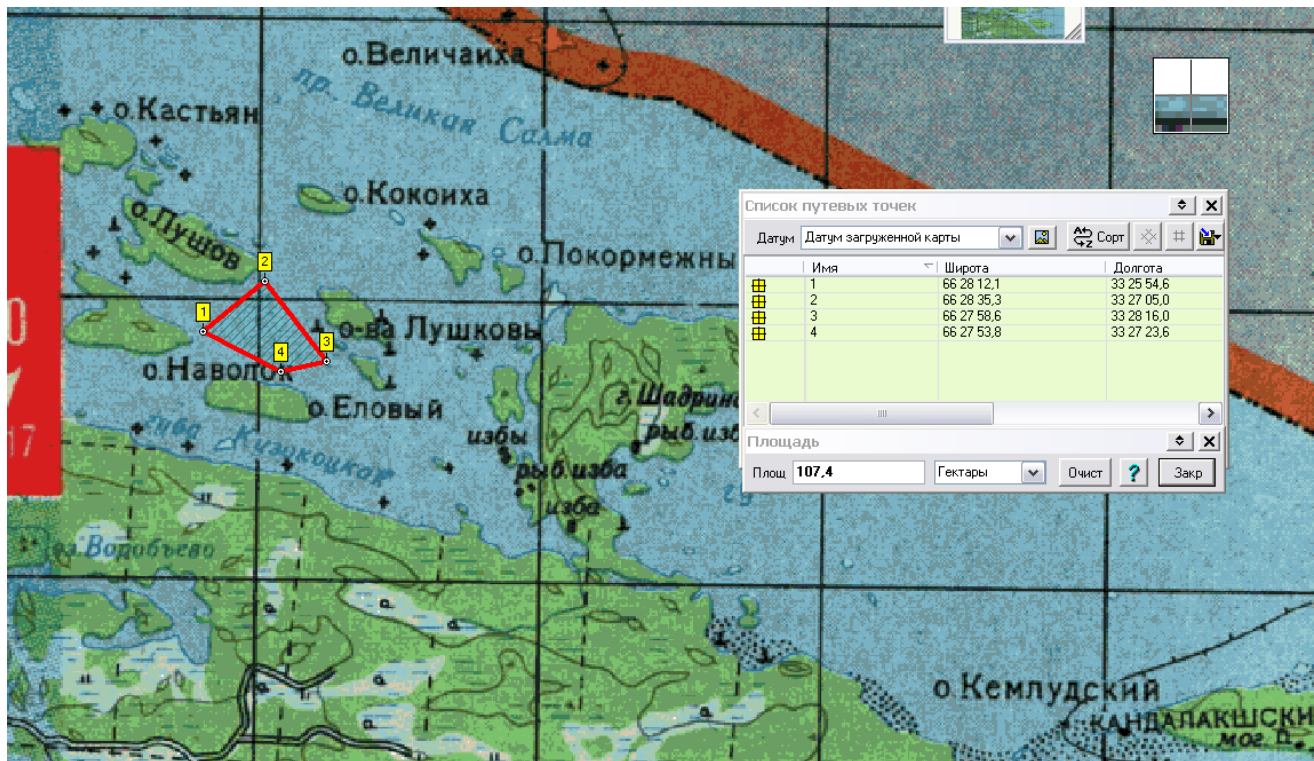 о.Величаиха
пр. Великая Салма
о.Кастьян
о.Кокоиха
о.Пушов
о.Покормежны
0
17
о-ва Лушковы
о.Наволок
о.Еловый
г.Шадрин
избы
рыб.изб
рыб.изба
изба
губ
оз.Воробьево
о.Кемлудский
КАНДАЛАКШСКИ
мог П.
1
2
3
4
Список путевых точек
Датум Датум загруженной карты Сорт
Имя Широта Долгота
1 66 28 12,1 33 25 54,6
2 66 28 35,3 33 27 05,0
3 66 27 58,6 33 28 16,0
4 66 27 53,8 33 27 23,6
Площадь
Площ 107,4 Гектары Очист ? Закр